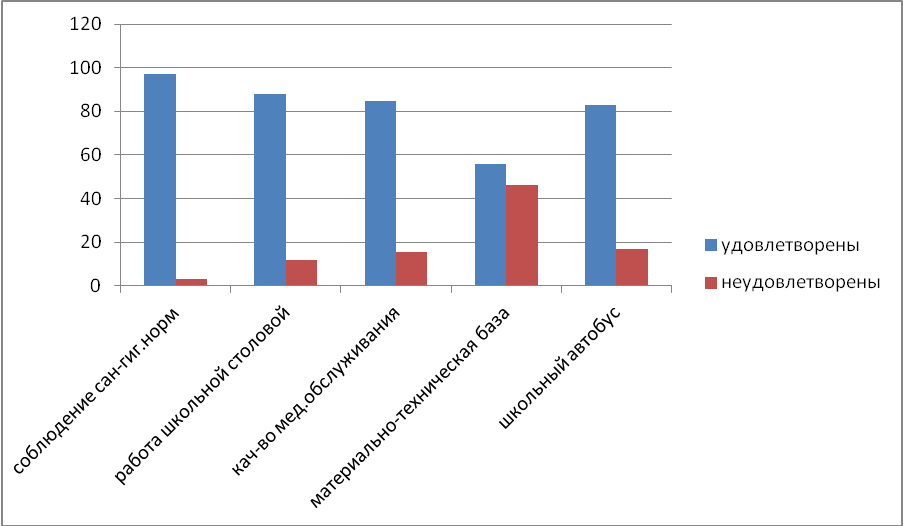 120
100
80
60
40
20
0
соблюдение сан-гиг.норм
работа школьной столовой
кач-во мед.обслуживания
материально-техническая база
школьный автобус
удовлетворены
неудовлетворены